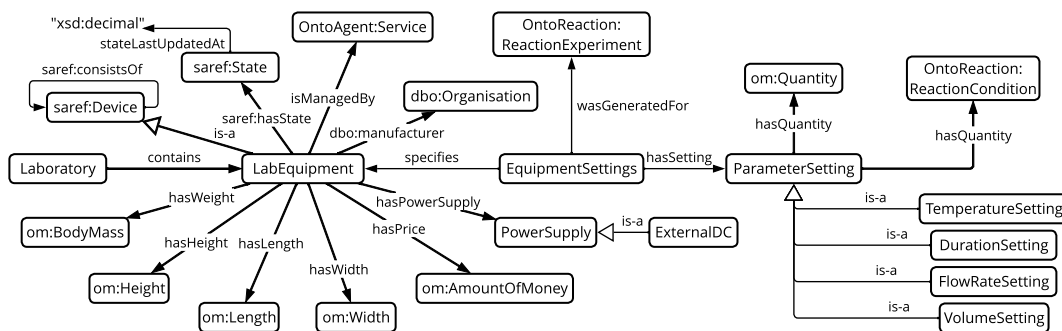 "xsd:decimal"
OntoAgent:Service
OntoReaction:
ReactionExperiment
stateLastUpdatedAt
saref:State
saref:consistsOf
om:Quantity
OntoReaction:
ReactionCondition
isManagedBy
dbo:Organisation
saref:Device
wasGeneratedFor
saref:hasState
hasQuantity
is-a
dbo:manufacturer
hasQuantity
contains
specifies
hasSetting
Laboratory
LabEquipment
EquipmentSettings
ParameterSetting
hasWeight
hasPowerSupply
is-a
TemperatureSetting
om:BodyMass
hasHeight
hasLength
hasPrice
PowerSupply
is-a
ExternalDC
is-a
DurationSetting
hasWidth
is-a
FlowRateSetting
om:Height
om:AmountOfMoney
om:Length
om:Width
is-a
VolumeSetting